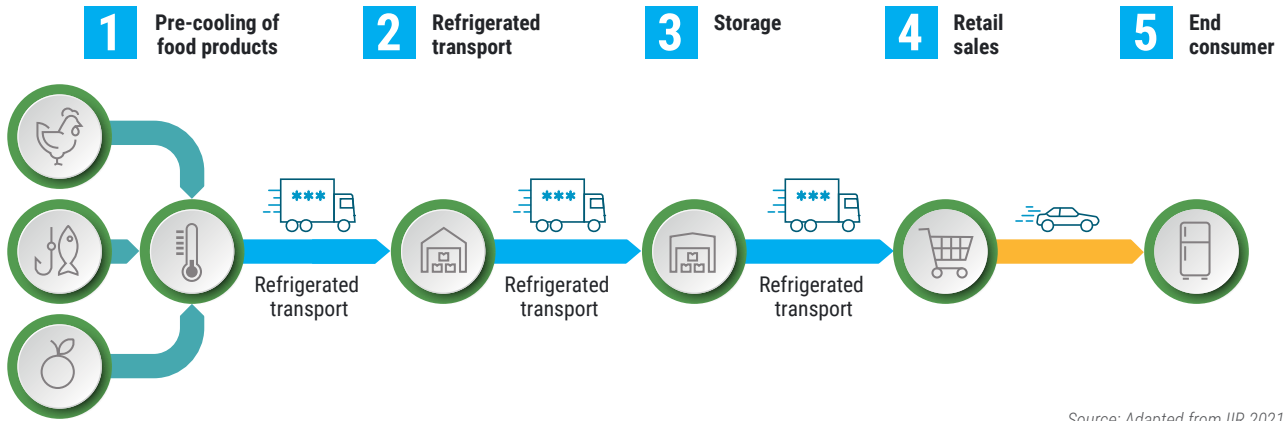 1
Pre-cooling of
food products
2
Refrigerated
transport
3
Storage
4
Retail
sales
5
End
consumer
***
***
***
Refrigerated
transport
Refrigerated
transport
Refrigerated
transport
Source: Adapted from IIR 2021